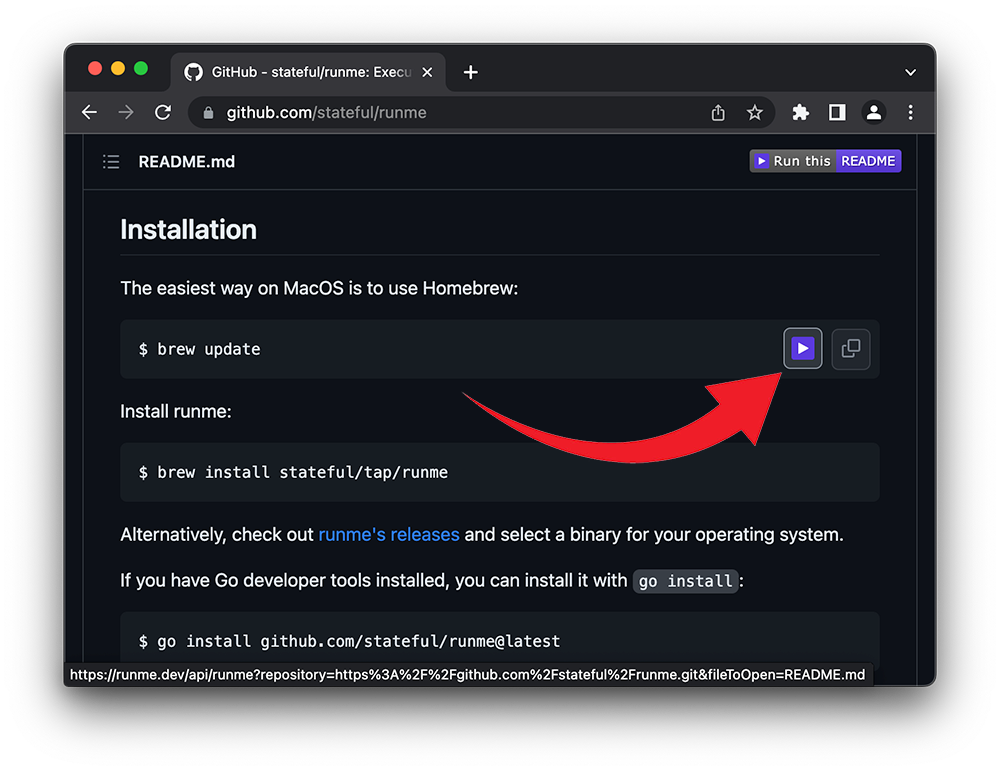 GitHub - stateful/runme: Execu
github.com/stateful/runme
README.md
Run this README
Installation
The easiest way on MacOS is to use Homebrew:
$ brew update
Install runme:
$ brew install stateful/tap/runme
Alternatively, check out runme's releases and select a binary for your operating system.
If you have Go developer tools installed, you can install it with go install:
$ go install github.com/stateful/runme@latest
https://runme.dev/api/runme?repository=https%3A%2F%2Fgithub.com%2Fstateful%2Frunme.git&fileToOpen=README.md